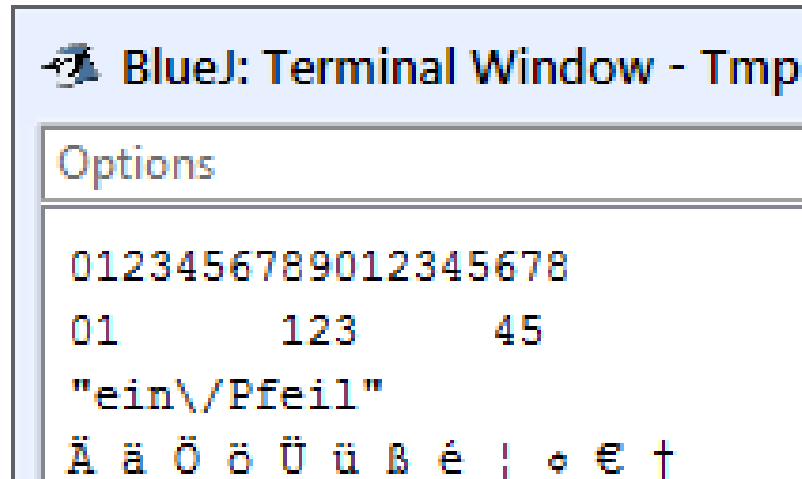 BlueJ: Terminal Window - Tmp
Options
0123456789012345678
01       123      45
"ein\/Pfeil"
Ä ä Ö ö Ü ü ß é ¦ ¤ € †